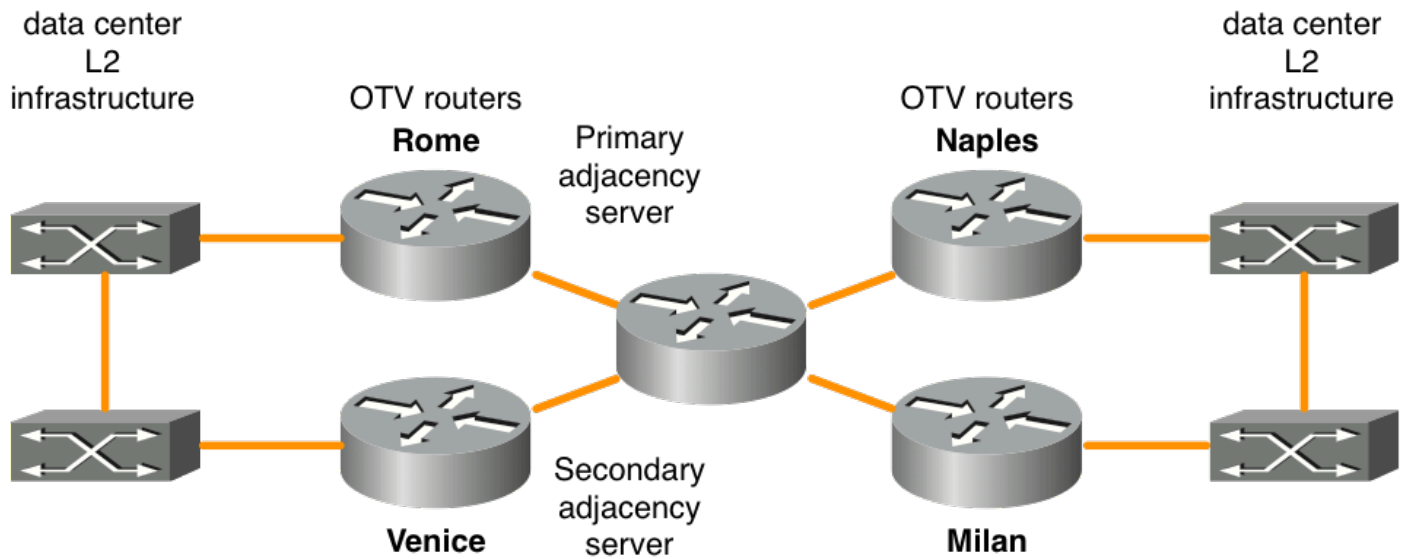 data center
L2
infrastructure
OTV routers
Rome
Primary
adjacency
server
OTV routers
Naples
data center
L2
infrastructure
Venice
Secondary
adjacency
server
Milan